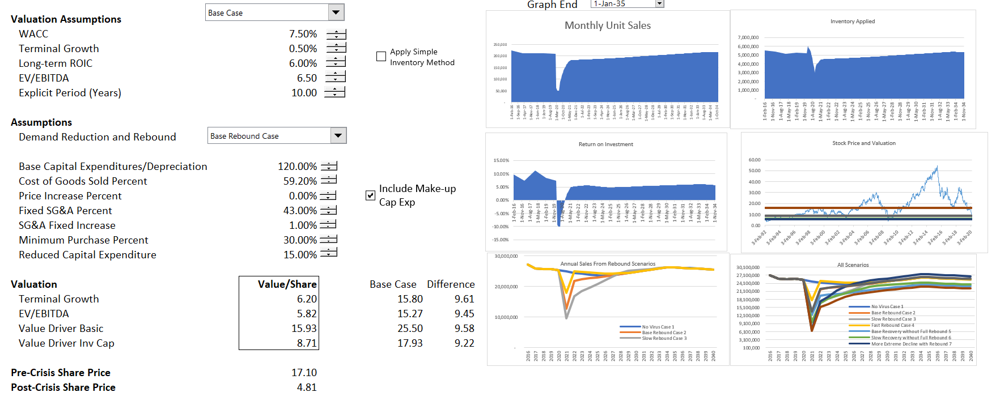 Base Case
Valuation Assumptions
WACC 7.50%
Terminal Growth 0.50%
Long-term ROIC 6.00%
EV/EBITDA 6.50
Explicit Period (Years) 10.00
Apply Simple
Inventory Method
Assumptions
Demand Reduction and Rebound Base Rebound Case
Base Capital Expenditures/Depreciation 120.00%
Cost of Goods Sold Percent 59.20%
Price Increase Percent 0.00%
Fixed SG&A Percent 43.00%
SG&A Fixed Increase 1.00%
Minimum Purchase Percent 30.00%
Reduced Capital Expenditure 15.00%
Include Make-up
Cap Exp
Valuation Value/Share Base Case Difference
Terminal Growth 6.20 15.80 9.61
EV/EBITDA 5.82 15.27 9.45
Value Driver Basic 15.93 25.50 9.58
Value Driver Inv Cap 8.71 17.93 9.22
Pre-Crisis Share Price 17.10
Post-Crisis Share Price 4.81
Graph End 1-Jan-35
Monthly Unit Sales
250,000
200,000
150,000
100,000
50,000
-
1-Feb-16 1-Sep-16 1-Apr-17 1-Nov-17 1-Jun-18 1-Jan-19 1-Aug-19 1-Mar-20 1-Oct-20 1-May-21 1-Dec-21 1-Jul-22 1-Feb-23 1-Sep-23 1-Apr-24 1-Nov-24 1-Jun-25 1-Jan-26 1-Aug-26 1-Mar-27 1-Oct-27 1-May-28 1-Dec-28 1-Jul-29 1-Feb-30 1-Sep-30 1-Apr-31 1-Nov-31 1-Jun-32 1-Jan-33 1-Aug-33 1-Mar-34 1-Oct-34
Inventory Applied
7,000,000
6,000,000
5,000,000
4,000,000
3,000,000
2,000,000
1,000,000
-
1-Feb-16 1-Nov-16 1-Aug-17 1-May-18 1-Feb-19 1-Nov-19 1-Aug-20 1-May-21 1-Feb-22 1-Nov-22 1-Aug-23 1-May-24 1-Feb-25 1-Nov-25 1-Aug-26 1-May-27 1-Feb-28 1-Nov-28 1-Aug-29 1-May-30 1-Feb-31 1-Nov-31 1-Aug-32 1-May-33 1-Feb-34 1-Nov-34
Return on Investment
15.00%
10.00%
5.00%
0.00%
-5.00%
-10.00%
-15.00%
1-Feb-16 1-Nov-16 1-Aug-17 1-May-18 1-Feb-19 1-Nov-19 1-Aug-20 1-May-21 1-Feb-22 1-Nov-22 1-Aug-23 1-May-24 1-Feb-25 1-Nov-25 1-Aug-26 1-May-27 1-Feb-28 1-Nov-28 1-Aug-29 1-May-30 1-Feb-31 1-Nov-31 1-Aug-32 1-May-33 1-Feb-34 1-Nov-34
Stock Price and Valuation
60.00
50.00
40.00
30.00
20.00
10.00
0.00
3-Feb-92 3-Feb-94 3-Feb-96 3-Feb-98 3-Feb-00 3-Feb-02 3-Feb-04 3-Feb-06 3-Feb-08 3-Feb-10 3-Feb-12 3-Feb-14 3-Feb-16 3-Feb-18 3-Feb-20
Annual Sales From Rebound Scenarios
30,000,000
20,000,000
10,000,000
-
No Virus Case 1
Base Rebound Case 2
Slow Rebound Case 3
2016 2017 2018 2019 2020 2021 2022 2023 2024 2025 2026 2027 2028 2029 2030 2031 2032 2033 2034 2035 2036 2037 2038 2039 2040
All Scenarios
30,100,000
27,100,000
24,100,000
21,100,000
18,100,000
15,100,000
12,100,000
9,100,000
6,100,000
3,100,000
100,000
No Virus Case 1
Base Rebound Case 2
Slow Rebound Case 3
Fast Rebound Case 4
Base Recovery without Full Rebound 5
Slow Recovery without Full Rebound 6
More Extreme Decline with Rebound 7
2016 2017 2018 2019 2020 2021 2022 2023 2024 2025 2026 2027 2028 2029 2030 2031 2032 2033 2034 2035 2036 2037 2038 2039 2040